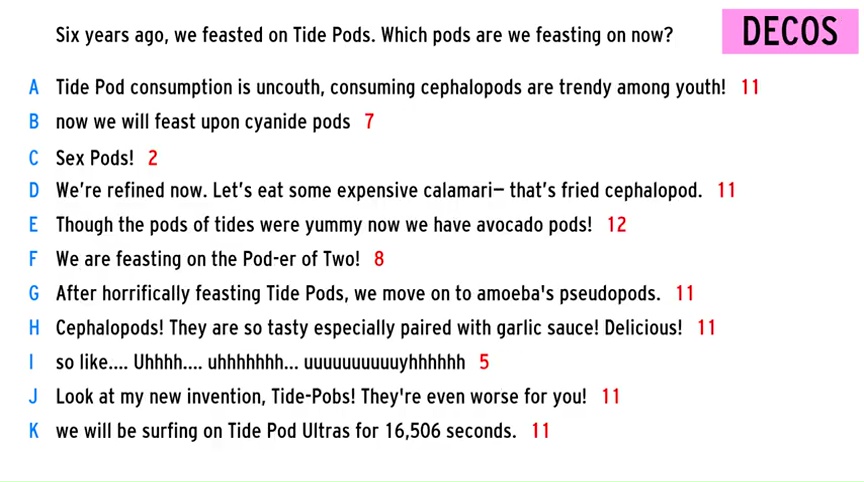 Six years ago, we feasted on Tide Pods. Which pods are we feasting on now?
DECOS
A Tide Pod consumption is uncouth, consuming cephalopods are trendy among youth! 11
B now we will feast upon cyanide pods 7
C Sex Pods! 2
D We're refined now. Let's eat some expensive calamari— that's fried cephalopod. 11
E Though the pods of tides were yummy now we have avocado pods! 12
F We are feasting on the Pod-er of Two! 8
G After horrifically feasting Tide Pods, we move on to amoeba's pseudopods. 11
H Cephalopods! They are so tasty especially paired with garlic sauce! Delicious! 11
I so like.... Uhhhh.... uhhhhhhh... uuuuuuuuuuyhhhhhh 5
J Look at my new invention, Tide-Pobs! They're even worse for you! 11
K we will be surfing on Tide Pod Ultras for 16,506 seconds. 11